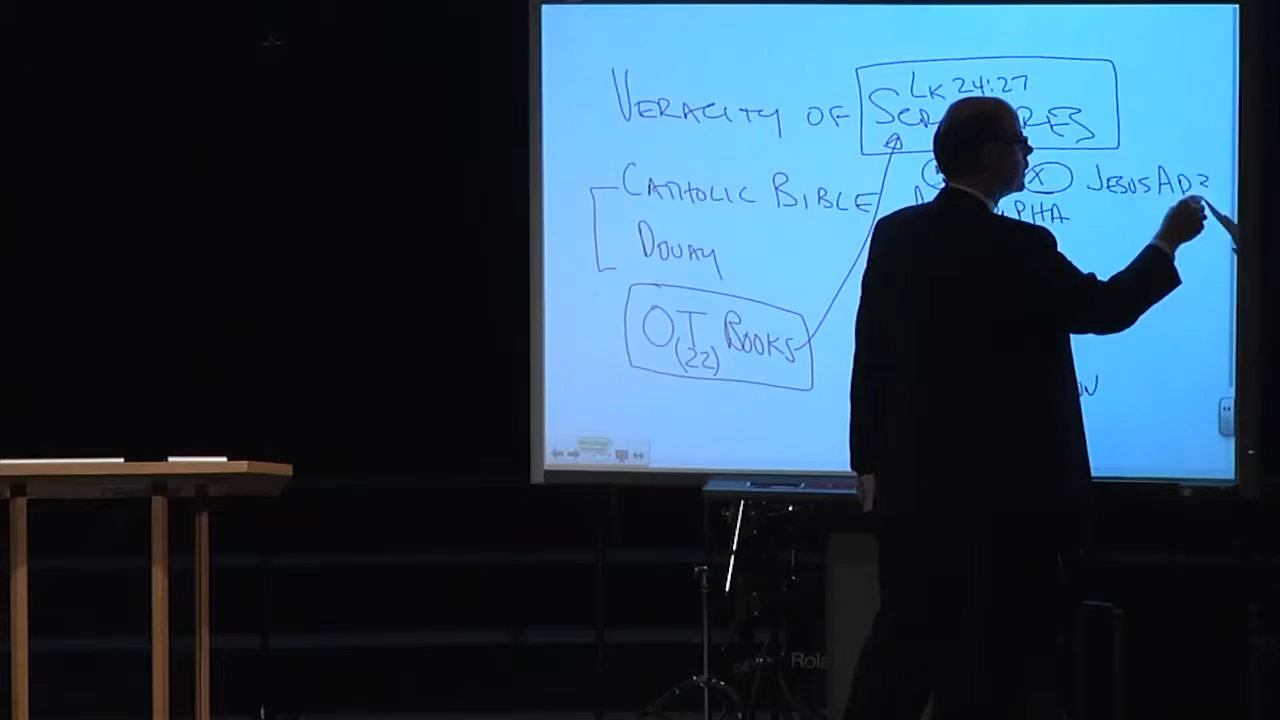 LK 24:27
VERACITY OF
CATHOLIC BIBLE
X JESUS AD
DOUAY
OT BOOKS
(22)